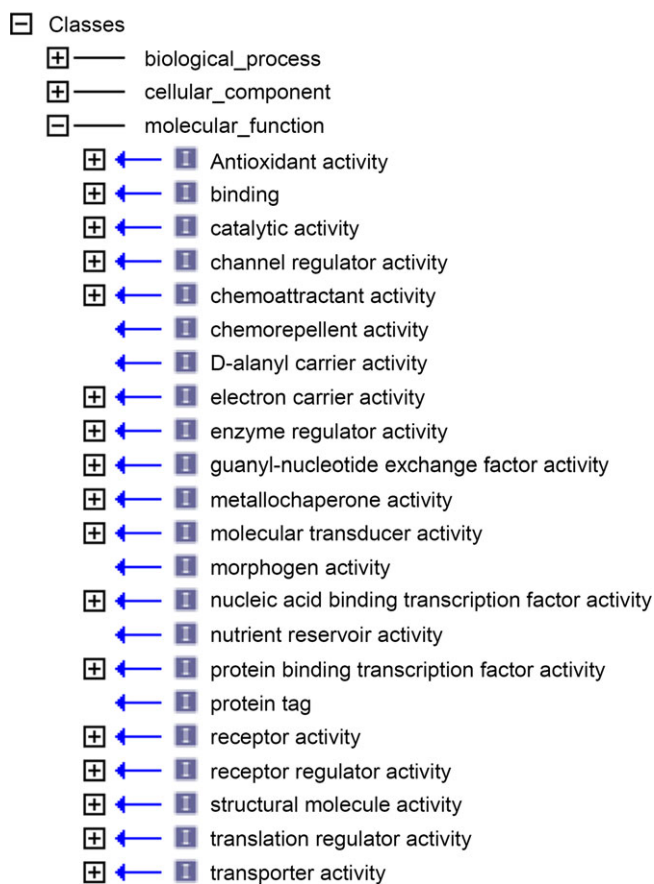 Classes
biological_process
cellular_component
molecular_function
Antioxidant activity
binding
catalytic activity
channel regulator activity
chemoattractant activity
chemorepellent activity
D-alanyl carrier activity
electron carrier activity
enzyme regulator activity
guanyl-nucleotide exchange factor activity
metallochaperone activity
molecular transducer activity
morphogen activity
nucleic acid binding transcription factor activity
nutrient reservoir activity
protein binding transcription factor activity
protein tag
receptor activity
receptor regulator activity
structural molecule activity
translation regulator activity
transporter activity